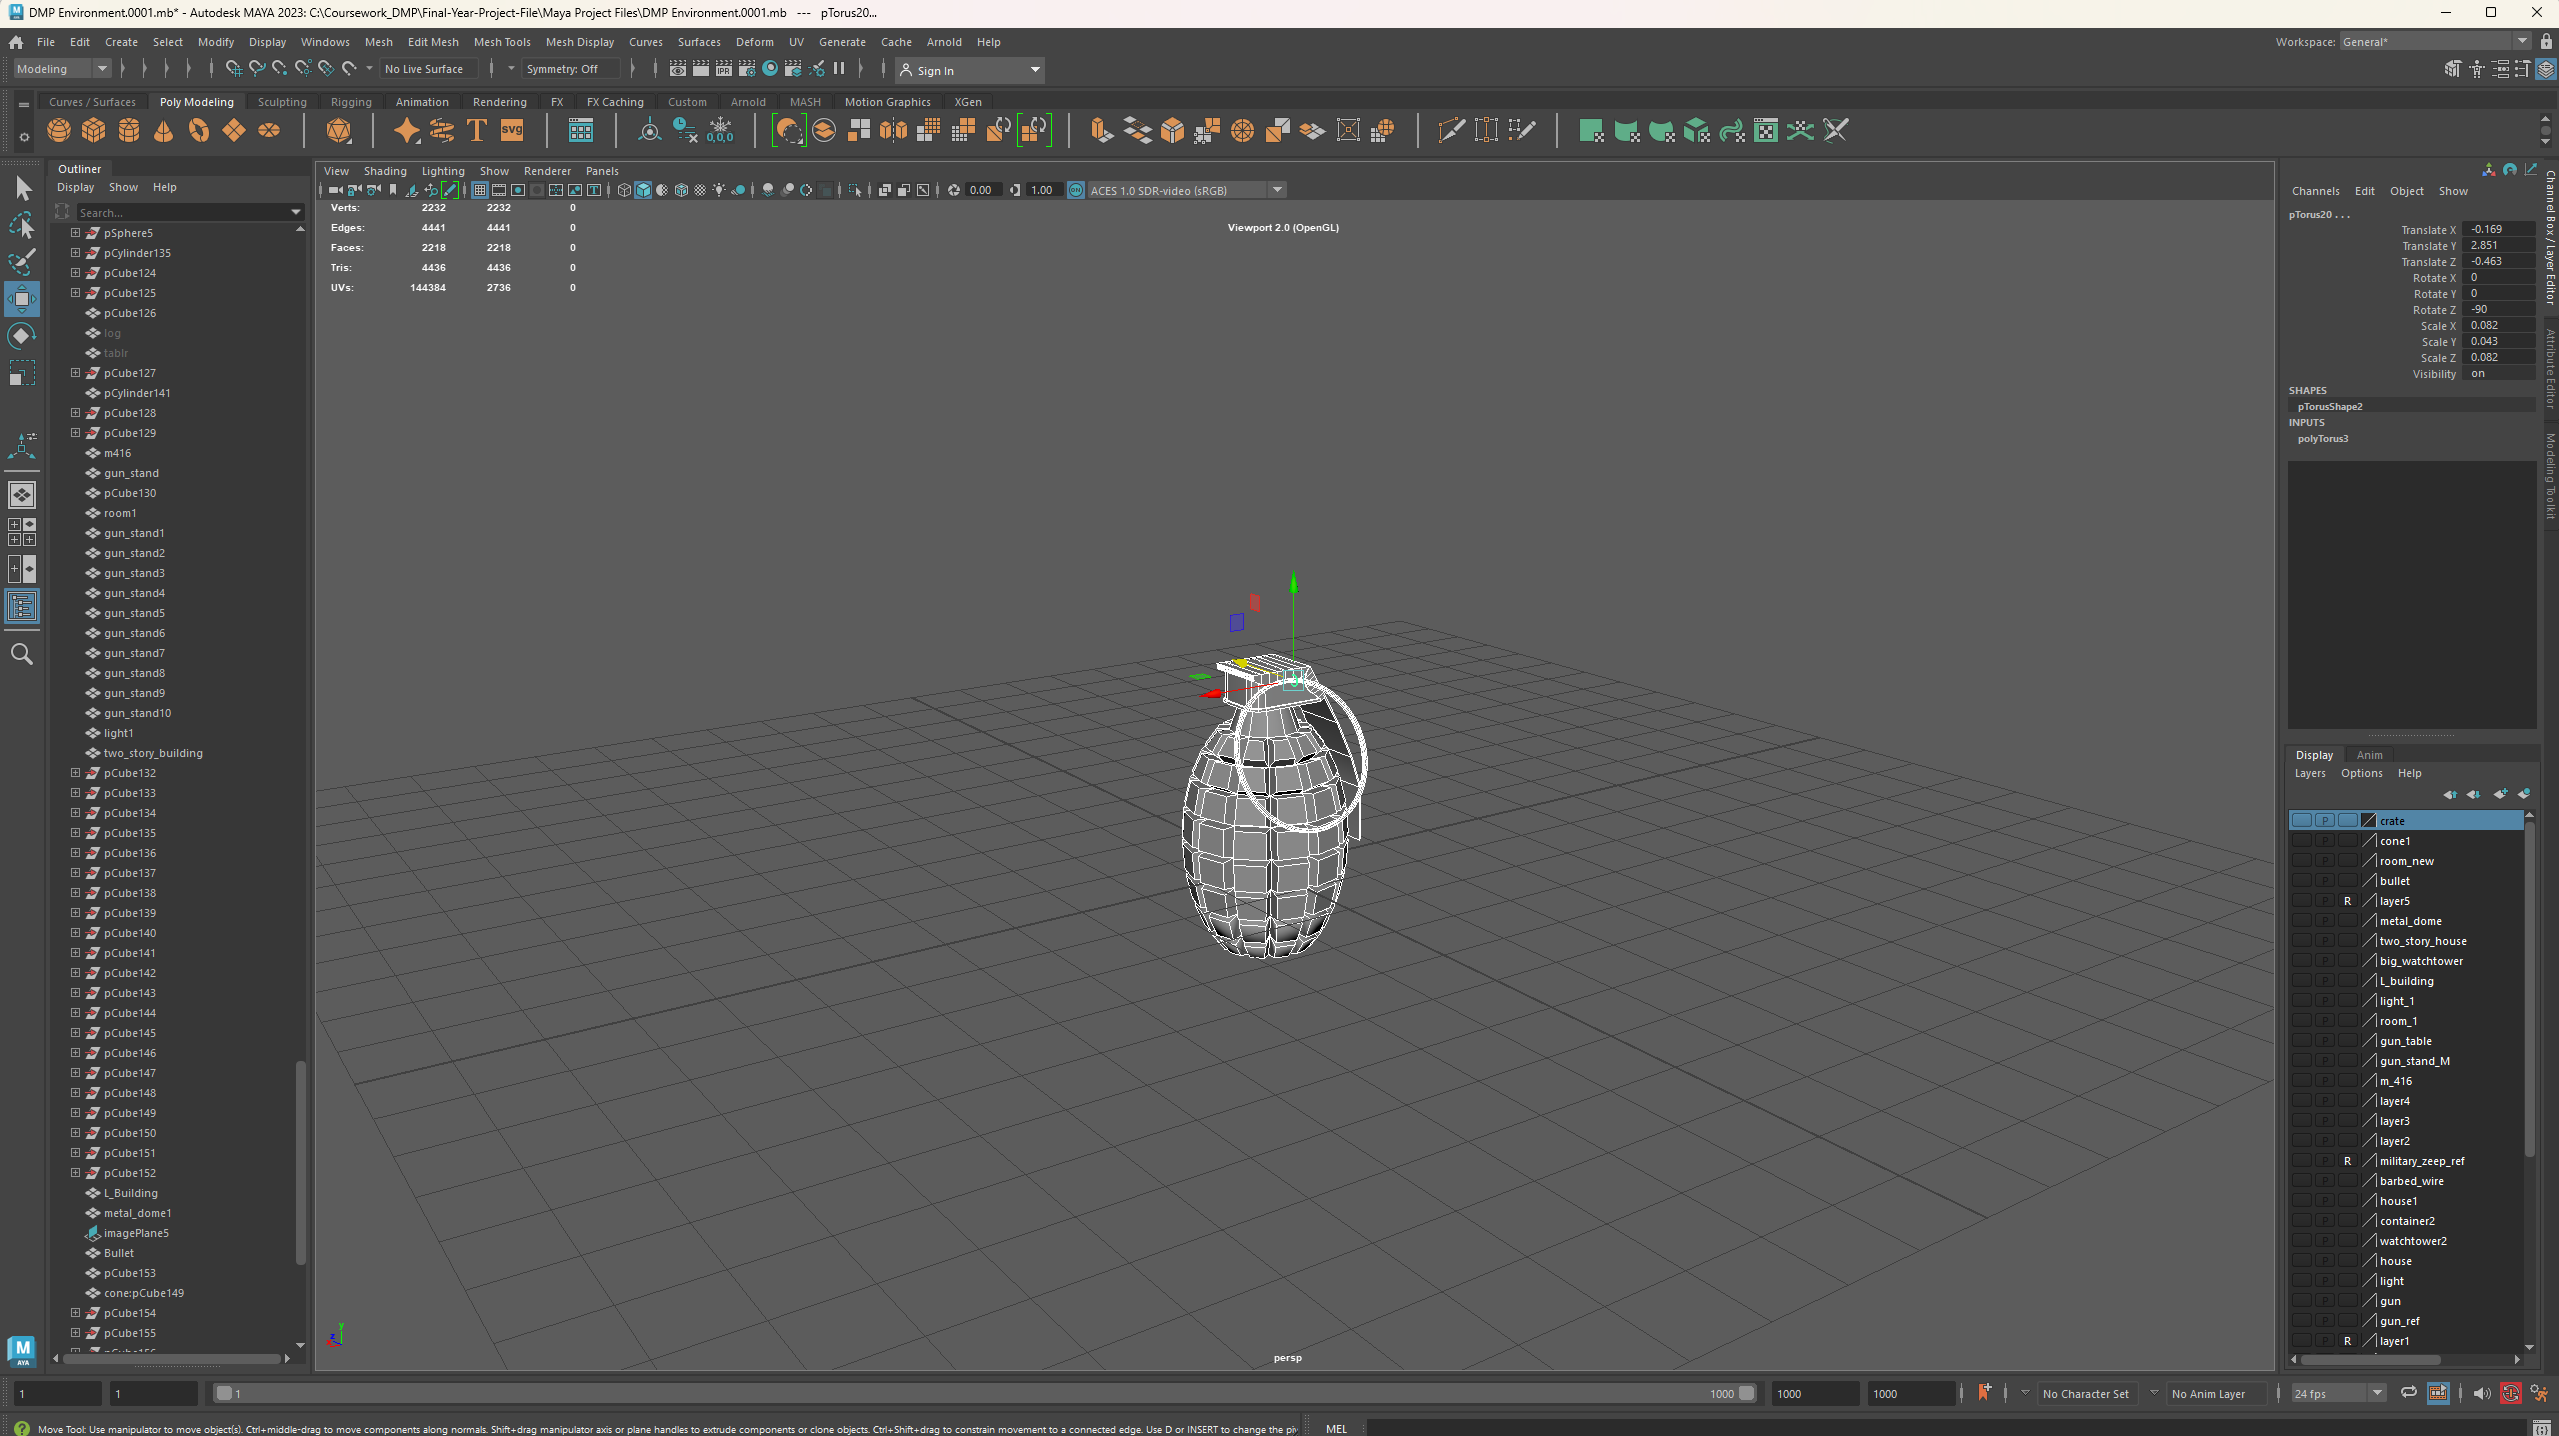 DMP Environment.0001.mb* - Autodesk MAYA 2023: C:\Coursework_DMP\Final-Year-Project-File\Maya Project Files\DMP Environment.0001.mb --- pTorus20...
File Edit Create Select Modify Display Windows Mesh Edit Mesh Mesh Tools Mesh Display Curves Surfaces Deform UV Generate Cache Arnold Help
Workspace: General*
Modeling No Live Surface Symmetry: Off IPR Sign In
Curves / Surfaces Poly Modeling Sculpting Rigging Animation Rendering FX FX Caching Custom Arnold MASH Motion Graphics XGen
T SVG 0,0,0
Outliner
Display Show Help
Search...
pSphere5
pCylinder135
pCube124
pCube125
pCube126
log
tablr
pCube127
pCylinder141
pCube128
pCube129
m416
gun_stand
pCube130
room1
gun_stand1
gun_stand2
gun_stand3
gun_stand4
gun_stand5
gun_stand6
gun_stand7
gun_stand8
gun_stand9
gun_stand10
light1
two_story_building
pCube132
pCube133
pCube134
pCube135
pCube136
pCube137
pCube138
pCube139
pCube140
pCube141
pCube142
pCube143
pCube144
pCube145
pCube146
pCube147
pCube148
pCube149
pCube150
pCube151
pCube152
L_Building
metal_dome1
imagePlane5
Bullet
pCube153
cone:pCube149
pCube154
pCube155
View Shading Lighting Show Renderer Panels
0.00 1.00 ACES 1.0 SDR-video (sRGB)
Verts: 2232 2232 0
Edges: 4441 4441 0
Faces: 2218 2218 0
Tris: 4436 4436 0
UVs: 144384 2736 0
Viewport 2.0 (OpenGL)
y
z
persp
Channels Edit Object Show
pTorus20 . . .
Translate X -0.169
Translate Y 2.851
Translate Z -0.463
Rotate X 0
Rotate Y 0
Rotate Z -90
Scale X 0.082
Scale Y 0.043
Scale Z 0.082
Visibility on
SHAPES
pTorusShape2
INPUTS
polyTorus3
Channel Box / Layer Editor
Attribute Editor
Modeling Toolkit
Display Anim
Layers Options Help
P crate
P cone1
P room_new
P bullet
P R layer5
P metal_dome
P two_story_house
P big_watchtower
P L_building
P light_1
P room_1
P gun_table
P gun_stand_M
P m_416
P layer4
P layer3
P layer2
P R military_zeep_ref
P barbed_wire
P house1
P container2
P watchtower2
P house
P light
P gun
P gun_ref
P R layer1
M
AYA
1 1 1 1000 1000 1000 No Character Set No Anim Layer 24 fps
Move Tool: Use manipulator to move object(s). Ctrl+middle-drag to move components along normals. Shift+drag manipulator axis or plane handles to extrude components or clone objects. Ctrl+Shift+drag to constrain movement to a connected edge. Use D or INSERT to change the
MEL